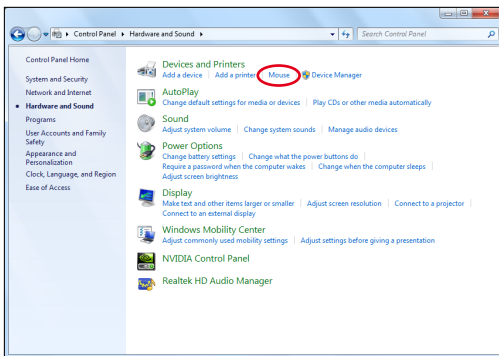 Control Panel ▸ Hardware and Sound ▸
Search Control Panel
Control Panel Home
System and Security
Network and Internet
Hardware and Sound
Programs
User Accounts and Family
Safety
Appearance and
Personalization
Clock, Language, and Region
Ease of Access
Devices and Printers
Add a device | Add a printer | Mouse | Device Manager
AutoPlay
Change default settings for media or devices | Play CDs or other media automatically
Sound
Adjust system volume | Change system sounds | Manage audio devices
Power Options
Change battery settings | Change what the power buttons do |
Require a password when the computer wakes | Change when the computer sleeps |
Adjust screen brightness
Display
Make text and other items larger or smaller | Adjust screen resolution | Connect to a projector |
Connect to an external display
Windows Mobility Center
Adjust commonly used mobility settings | Adjust settings before giving a presentation
NVIDIA Control Panel
Realtek HD Audio Manager